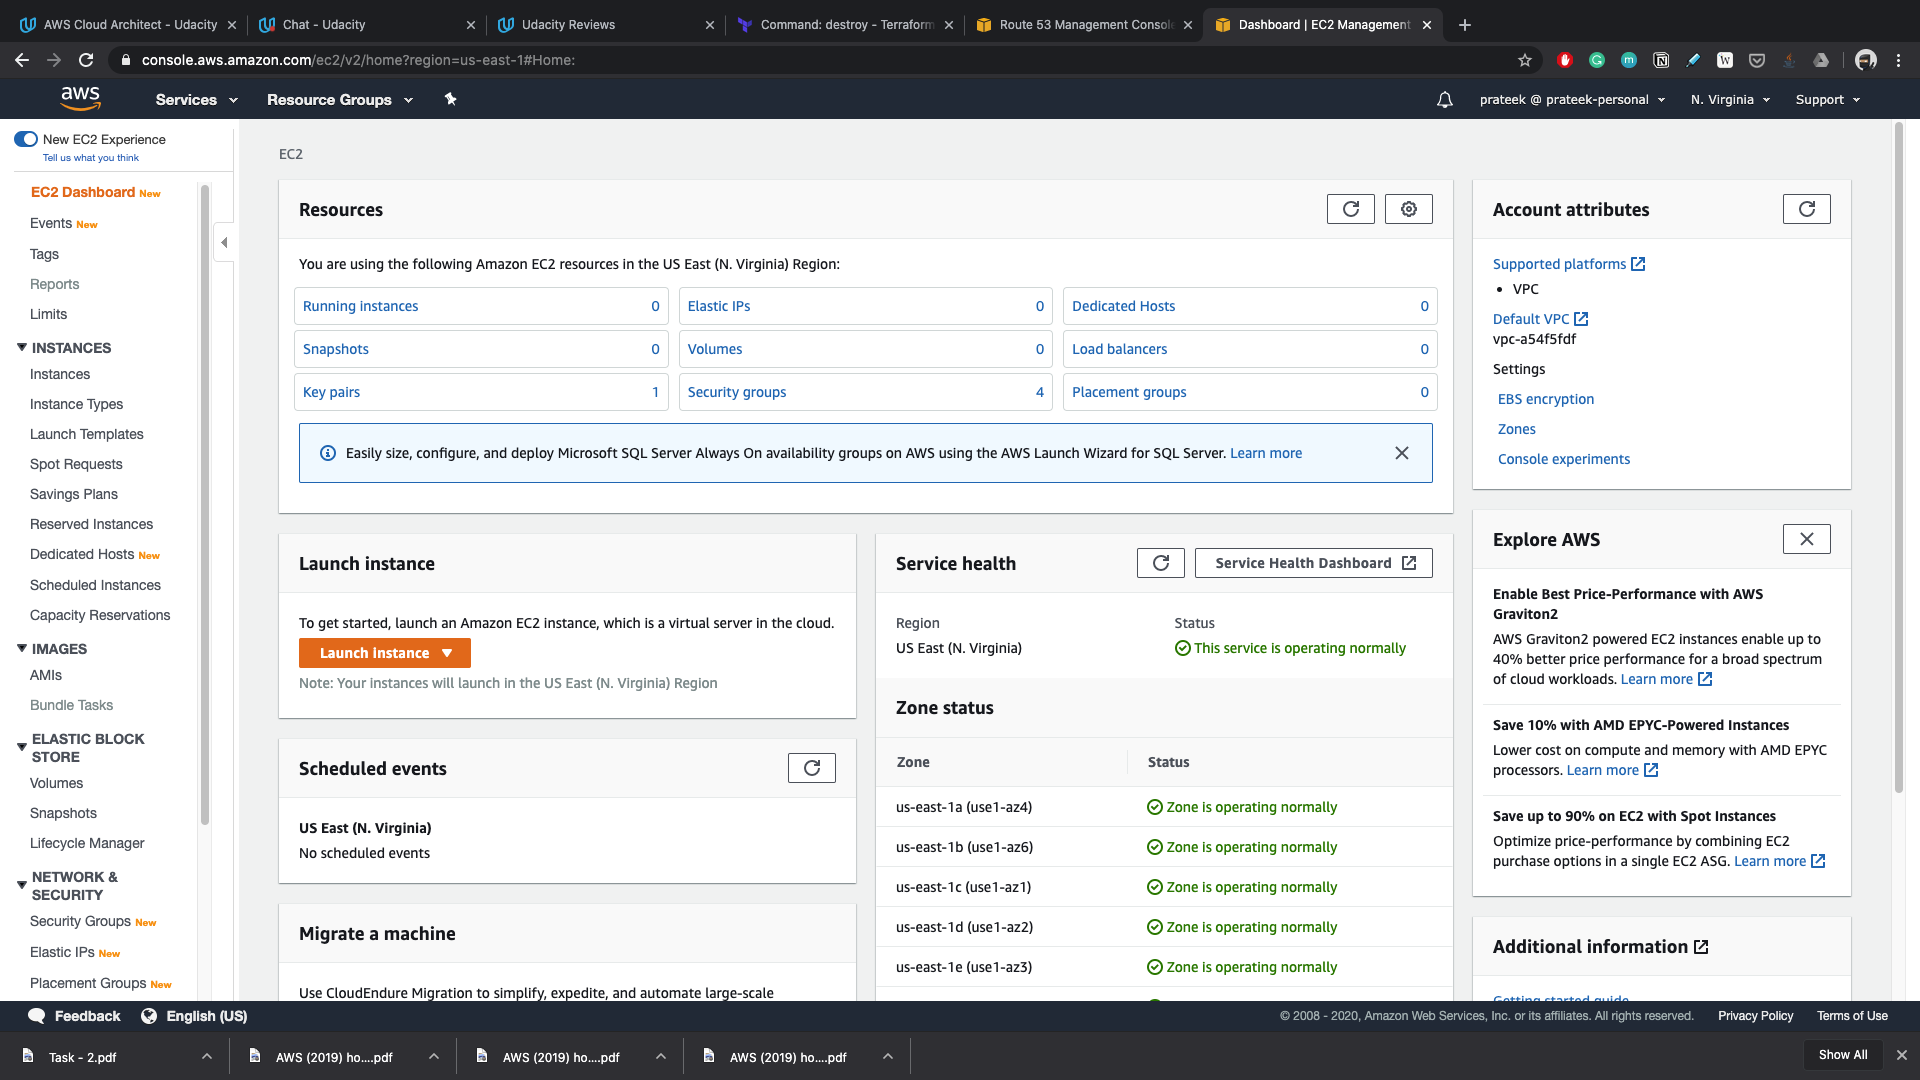 AWS Cloud Architect - Udacity
Chat - Udacity
Udacity Reviews
Command: destroy - Terraform
Route 53 Management Console
Dashboard | EC2 Management
console.aws.amazon.com/ec2/v2/home?region=us-east-1#Home:
aws
Services
Resource Groups
prateek @ prateek-personal
N. Virginia
Support
New EC2 Experience
Tell us what you think
EC2 Dashboard New
Events New
Tags
Reports
Limits
INSTANCES
Instances
Instance Types
Launch Templates
Spot Requests
Savings Plans
Reserved Instances
Dedicated Hosts New
Scheduled Instances
Capacity Reservations
IMAGES
AMIs
Bundle Tasks
ELASTIC BLOCK
STORE
Volumes
Snapshots
Lifecycle Manager
NETWORK &
SECURITY
Security Groups New
Elastic IPs New
Placement Groups New
EC2
Resources
You are using the following Amazon EC2 resources in the US East (N. Virginia) Region:
Running instances 0
Elastic IPs 0
Dedicated Hosts 0
Snapshots 0
Volumes 0
Load balancers 0
Key pairs 1
Security groups 4
Placement groups 0
Easily size, configure, and deploy Microsoft SQL Server Always On availability groups on AWS using the AWS Launch Wizard for SQL Server. Learn more
Launch instance
To get started, launch an Amazon EC2 instance, which is a virtual server in the cloud.
Launch instance
Note: Your instances will launch in the US East (N. Virginia) Region
Scheduled events
US East (N. Virginia)
No scheduled events
Migrate a machine
Use CloudEndure Migration to simplify, expedite, and automate large-scale
Service health
Service Health Dashboard
Region
Status
US East (N. Virginia)
This service is operating normally
Zone status
Zone
Status
us-east-1a (use1-az4)
Zone is operating normally
us-east-1b (use1-az6)
Zone is operating normally
us-east-1c (use1-az1)
Zone is operating normally
us-east-1d (use1-az2)
Zone is operating normally
us-east-1e (use1-az3)
Zone is operating normally
Account attributes
Supported platforms
• VPC
Default VPC
vpc-a54f5fdf
Settings
EBS encryption
Zones
Console experiments
Explore AWS
Enable Best Price-Performance with AWS
Graviton2
AWS Graviton2 powered EC2 instances enable up to
40% better price performance for a broad spectrum
of cloud workloads. Learn more
Save 10% with AMD EPYC-Powered Instances
Lower cost on compute and memory with AMD EPYC
processors. Learn more
Save up to 90% on EC2 with Spot Instances
Optimize price-performance by combining EC2
purchase options in a single EC2 ASG. Learn more
Additional information
Getting started guide
Feedback
English (US)
© 2008 - 2020, Amazon Web Services, Inc. or its affiliates. All rights reserved.
Privacy Policy
Terms of Use
Task - 2.pdf
AWS (2019) ho....pdf
AWS (2019) ho....pdf
AWS (2019) ho....pdf
Show All